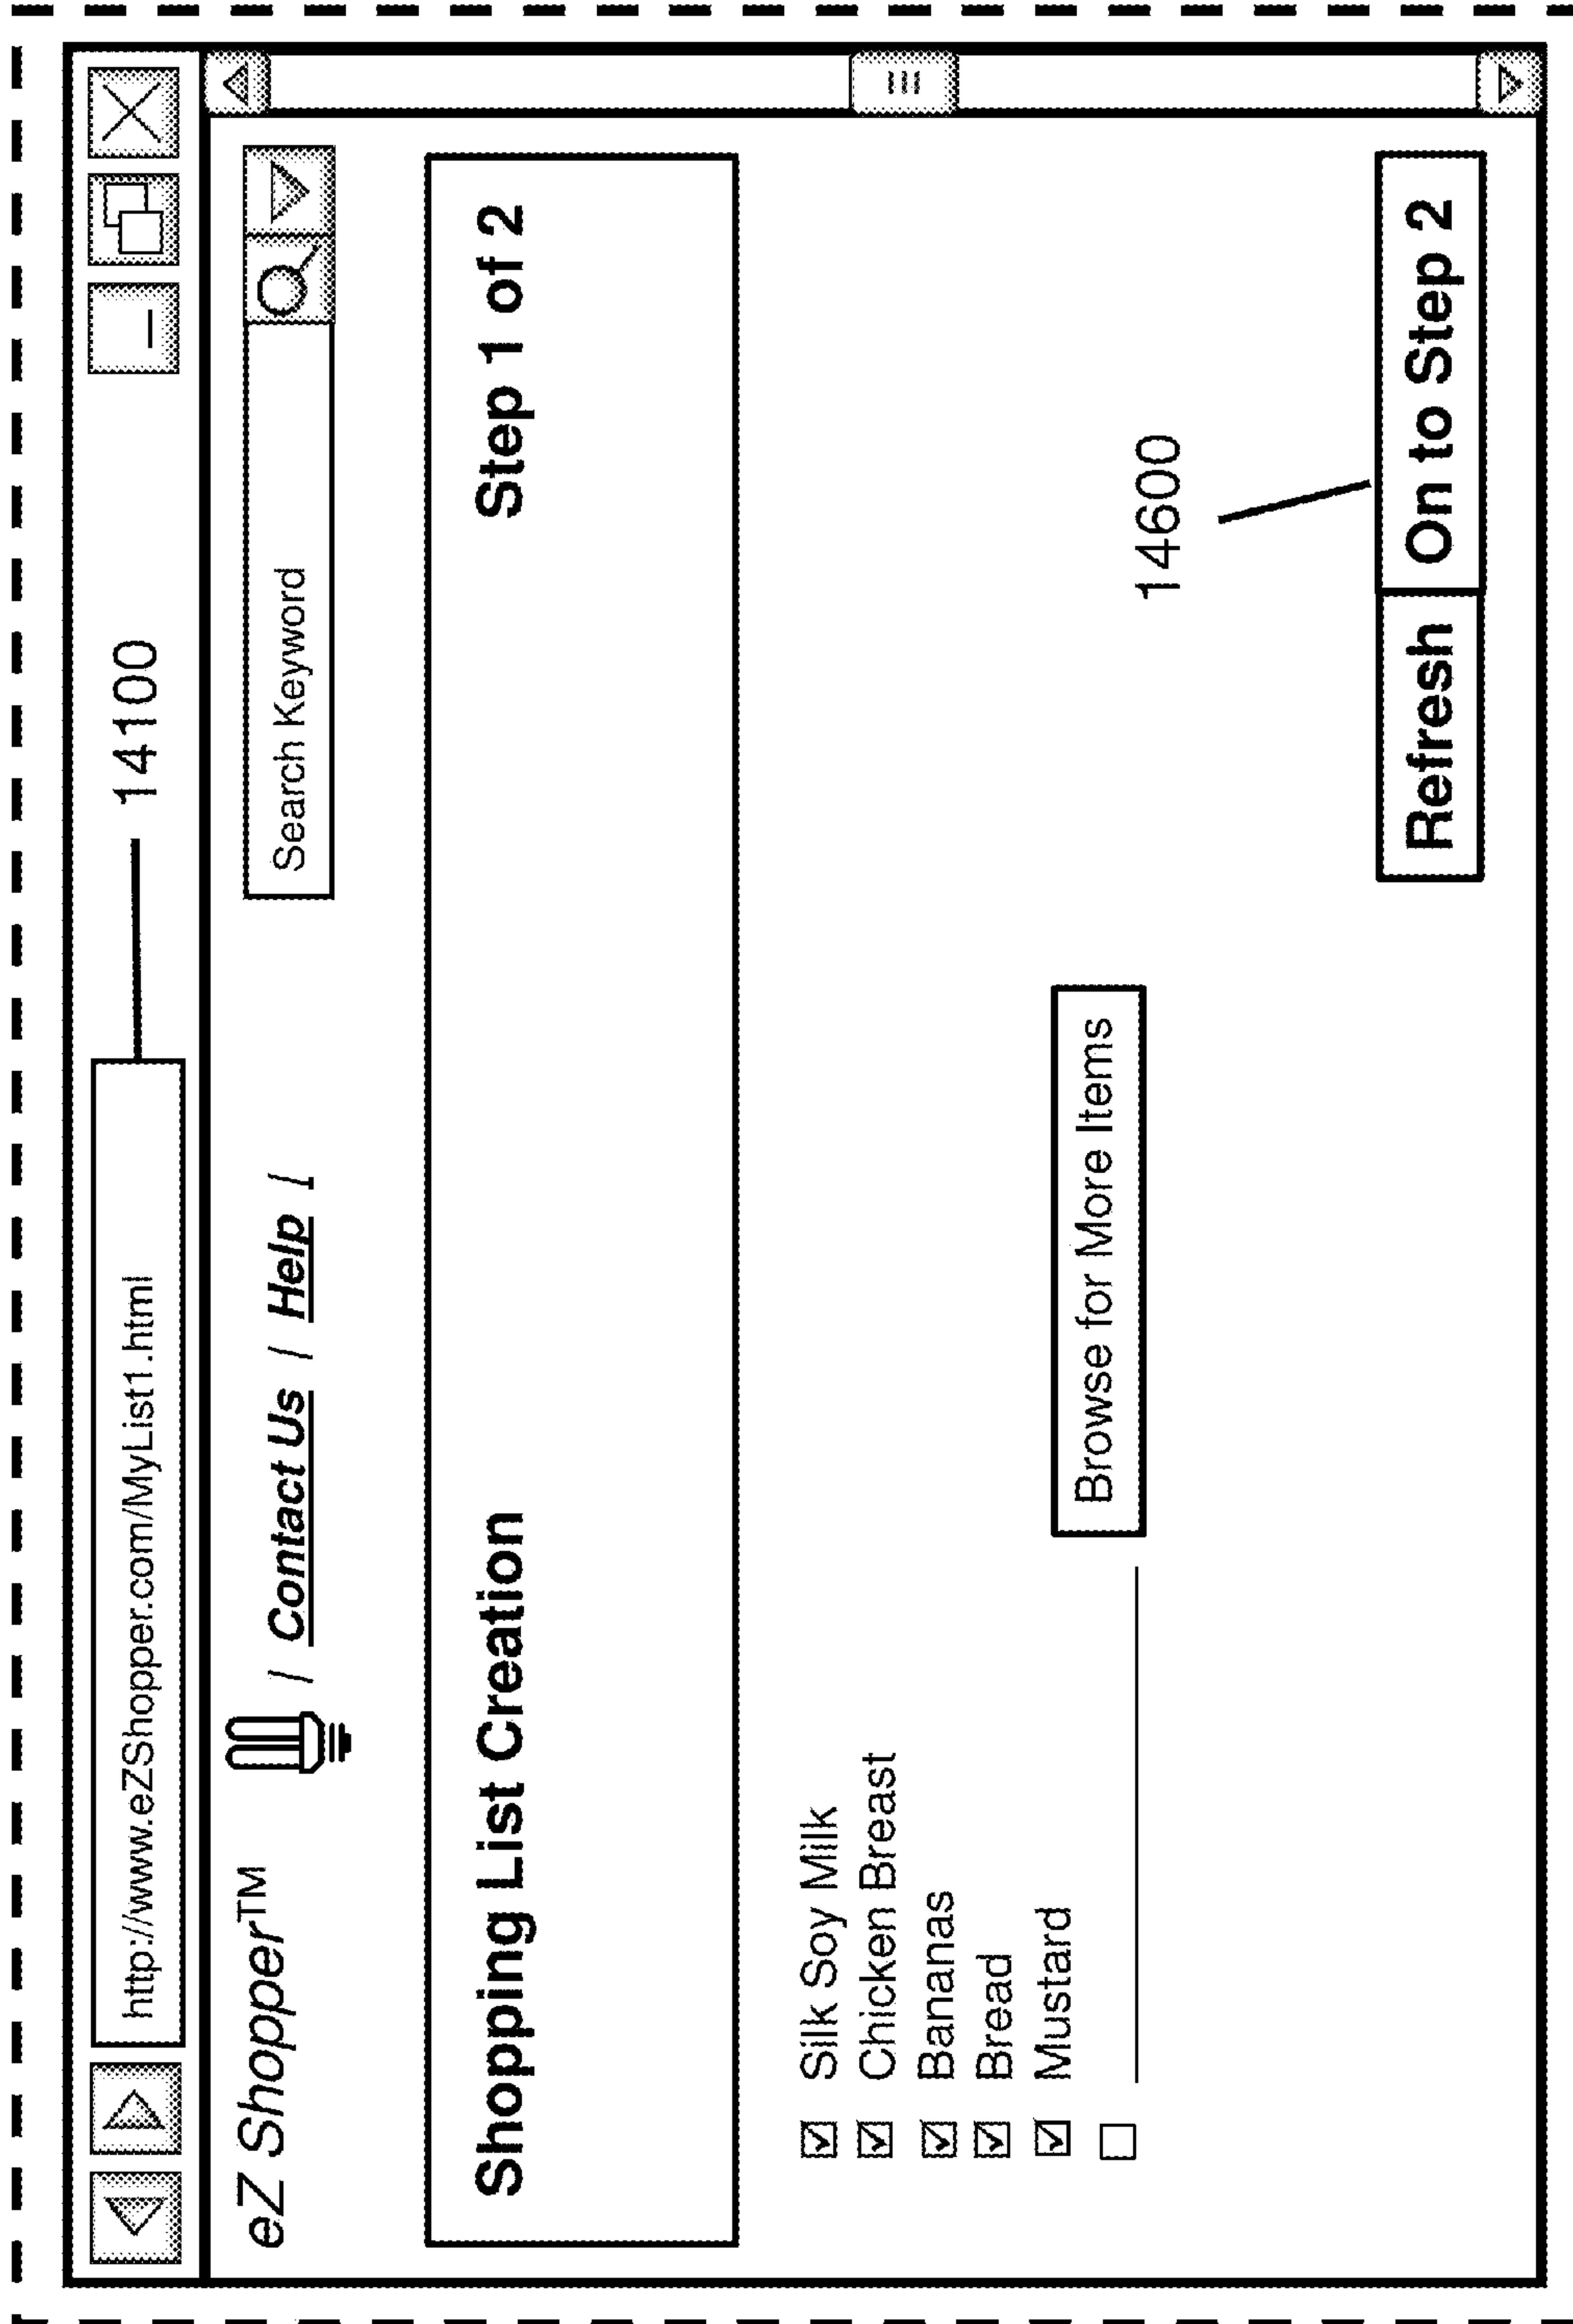 http://www.eZShopper.com/MyList1.html 14100
eZ Shopper™ / Contact Us / Help / Search Keyword
Shopping List Creation Step 1 of 2
Silk Soy Milk
Chicken Breast
Bananas
Bread
Mustard
Browse for More Items
14600
Refresh On to Step 2